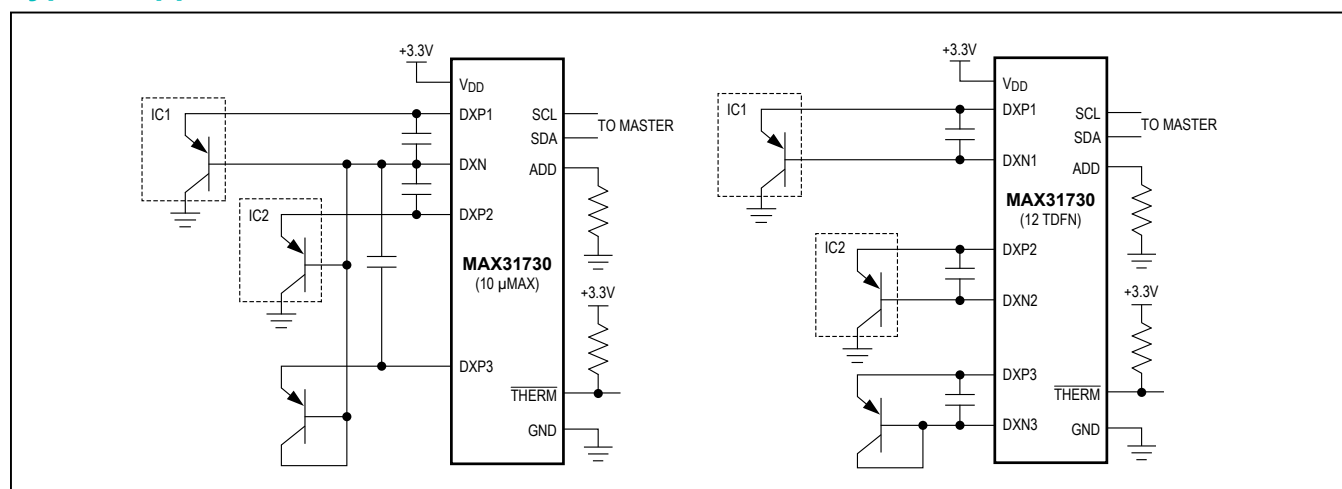 +3.3V
VDD
IC1
DXP1
SCL
TO MASTER
SDA
DXN
ADD
IC2
DXP2
MAX31730
(10 µMAX)
+3.3V
DXP3
THERM
GND
+3.3V
VDD
IC1
DXP1
SCL
TO MASTER
SDA
DXN1
ADD
MAX31730
(12 TDFN)
IC2
DXP2
DXN2
+3.3V
DXP3
THERM
DXN3
GND